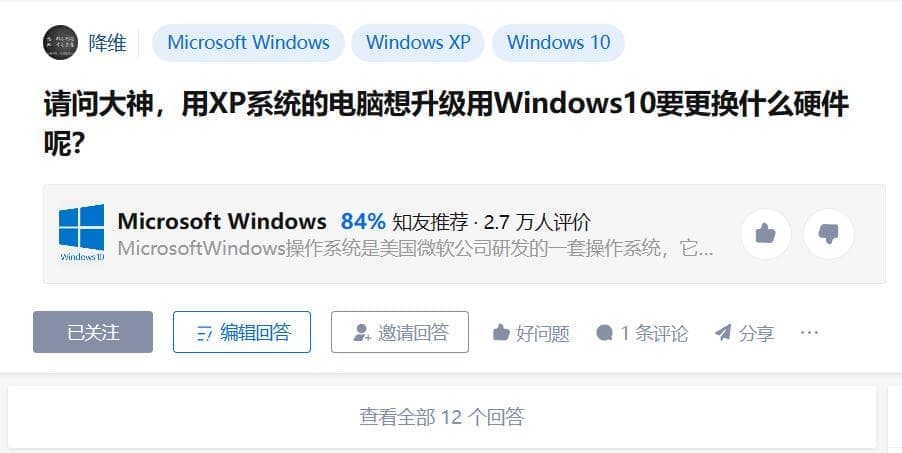 降维 Microsoft Windows Windows XP Windows 10
请问大神，用XP系统的电脑想升级用Windows10要更换什么硬件
呢？
Microsoft Windows 84% 知友推荐 · 2.7 万人评价
MicrosoftWindows操作系统是美国微软公司研发的一套操作系统，它...
Windows10
已关注 编辑回答 邀请回答 好问题 1 条评论 分享 ...
查看全部 12 个回答